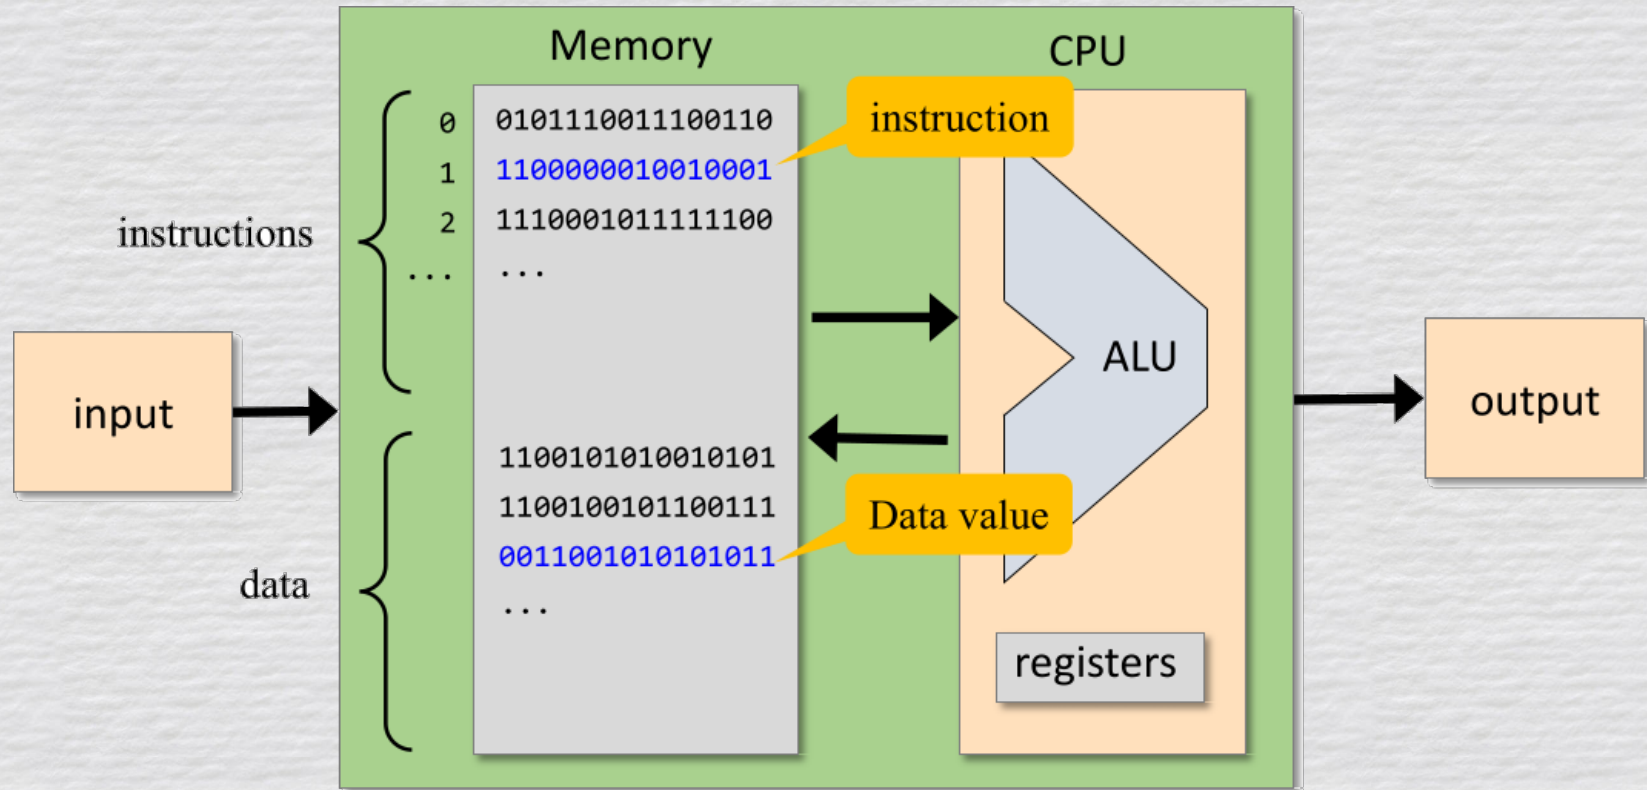 Memory
CPU
instructions
0 0101110011100110
1 1100000010010001
2 1110001011111100
... ...
instruction
input
ALU
output
data
1100101010010101
1100100101100111
0011001010101011
...
Data value
registers